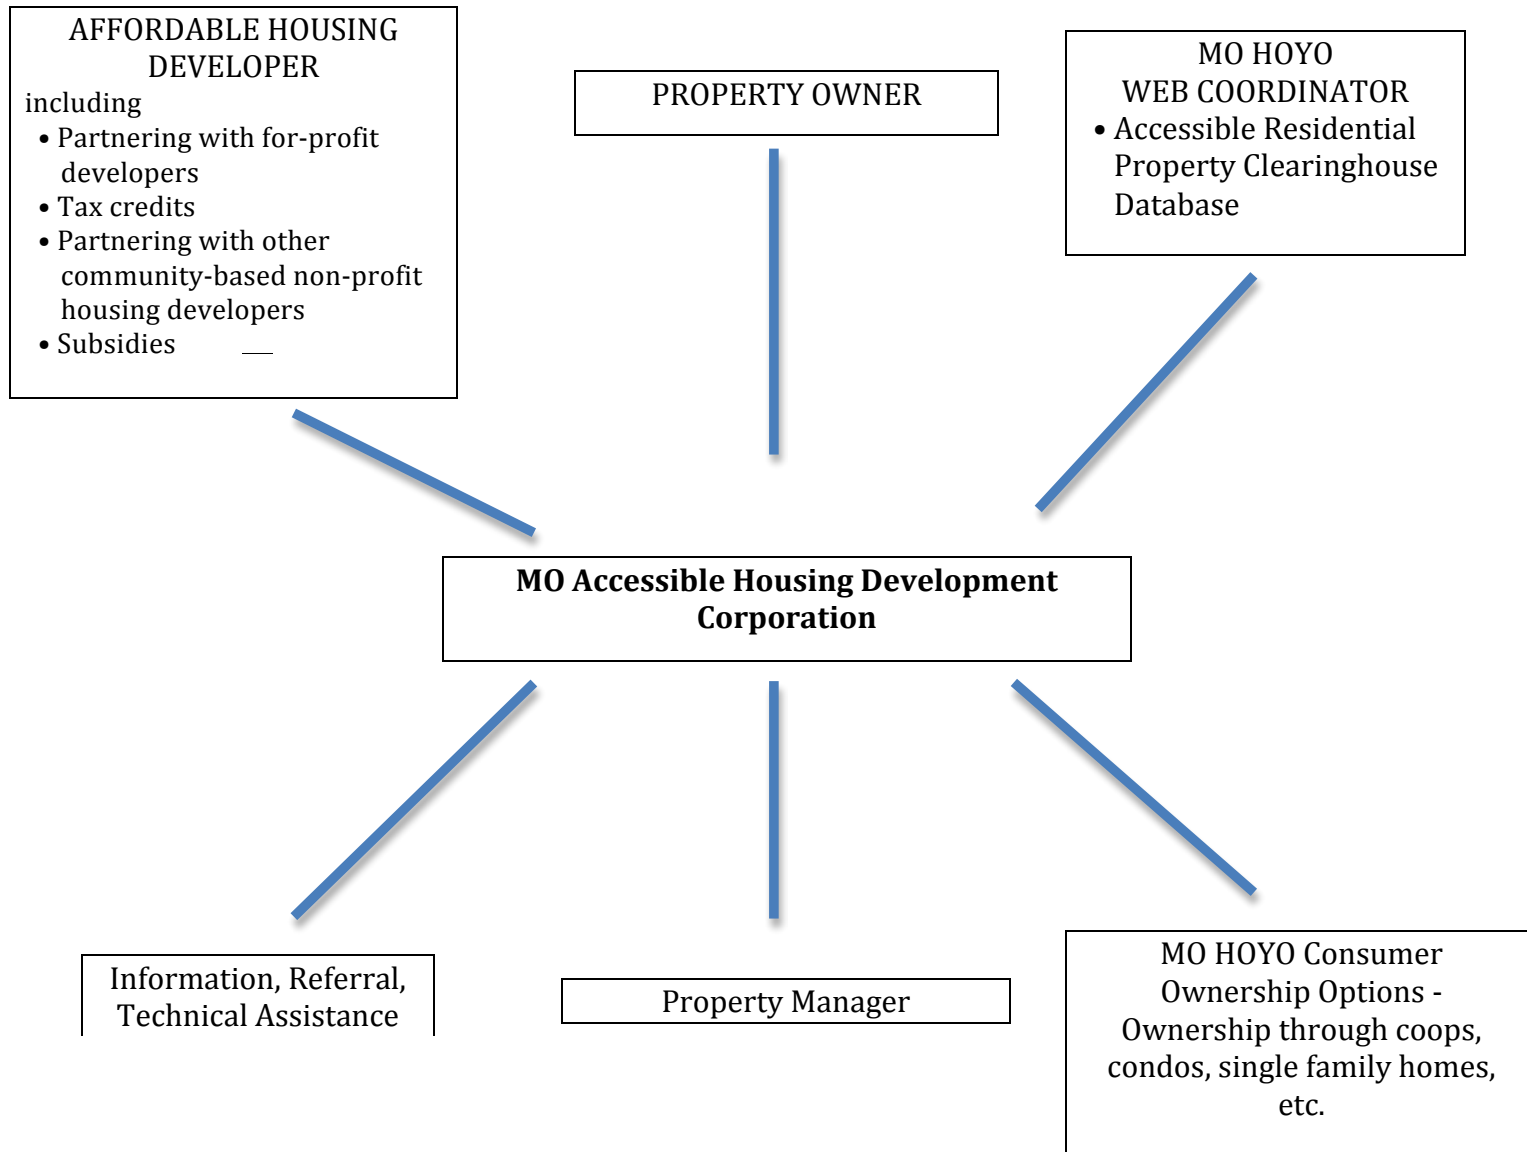 AFFORDABLE HOUSING
DEVELOPER
including
• Partnering with for-profit
developers
• Tax credits
• Partnering with other
community-based non-profit
housing developers
• Subsidies
PROPERTY OWNER
MO HOYO
WEB COORDINATOR
• Accessible Residential
Property Clearinghouse
Database
MO Accessible Housing Development
Corporation
Information, Referral,
Technical Assistance
Property Manager
MO HOYO Consumer
Ownership Options -
Ownership through coops,
condos, single family homes,
etc.